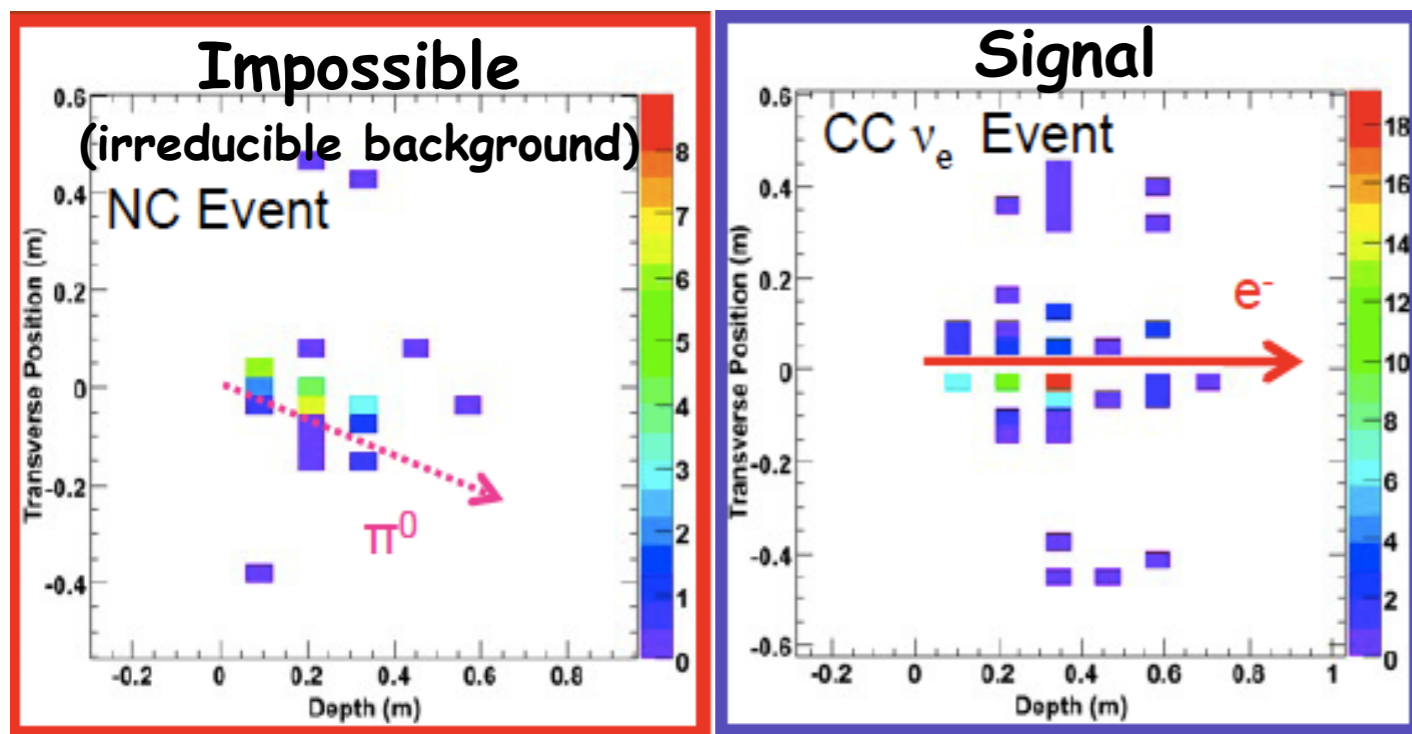 Impossible
(irreducible background)
NC Event
π⁰
Transverse Position (m)
0.6
0.4
0.2
0
-0.2
-0.4
-0.2 0 0.2 0.4 0.6 0.8
Depth (m)
8
7
6
5
4
3
2
1
0
Signal
CC νₑ Event
e⁻
Transverse Position (m)
0.6
0.4
0.2
0
-0.2
-0.4
-0.6
-0.2 0 0.2 0.4 0.6 0.8 1
Depth (m)
18
16
14
12
10
8
6
4
2
0